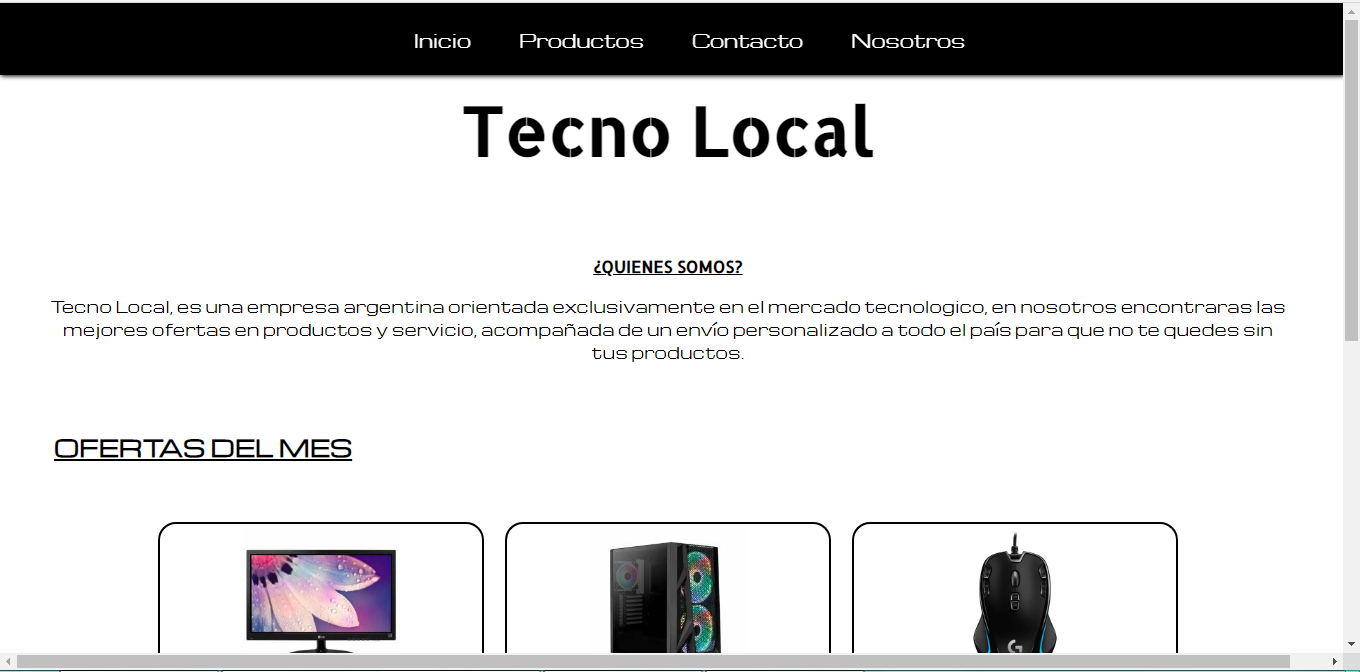 Inicio Productos Contacto Nosotros
Tecno Local
¿QUIENES SOMOS?
Tecno Local, es una empresa argentina orientada exclusivamente en el mercado tecnologico, en nosotros encontraras las
mejores ofertas en productos y servicio, acompañada de un envío personalizado a todo el país para que no te quedes sin
tus productos.
OFERTAS DEL MES
G